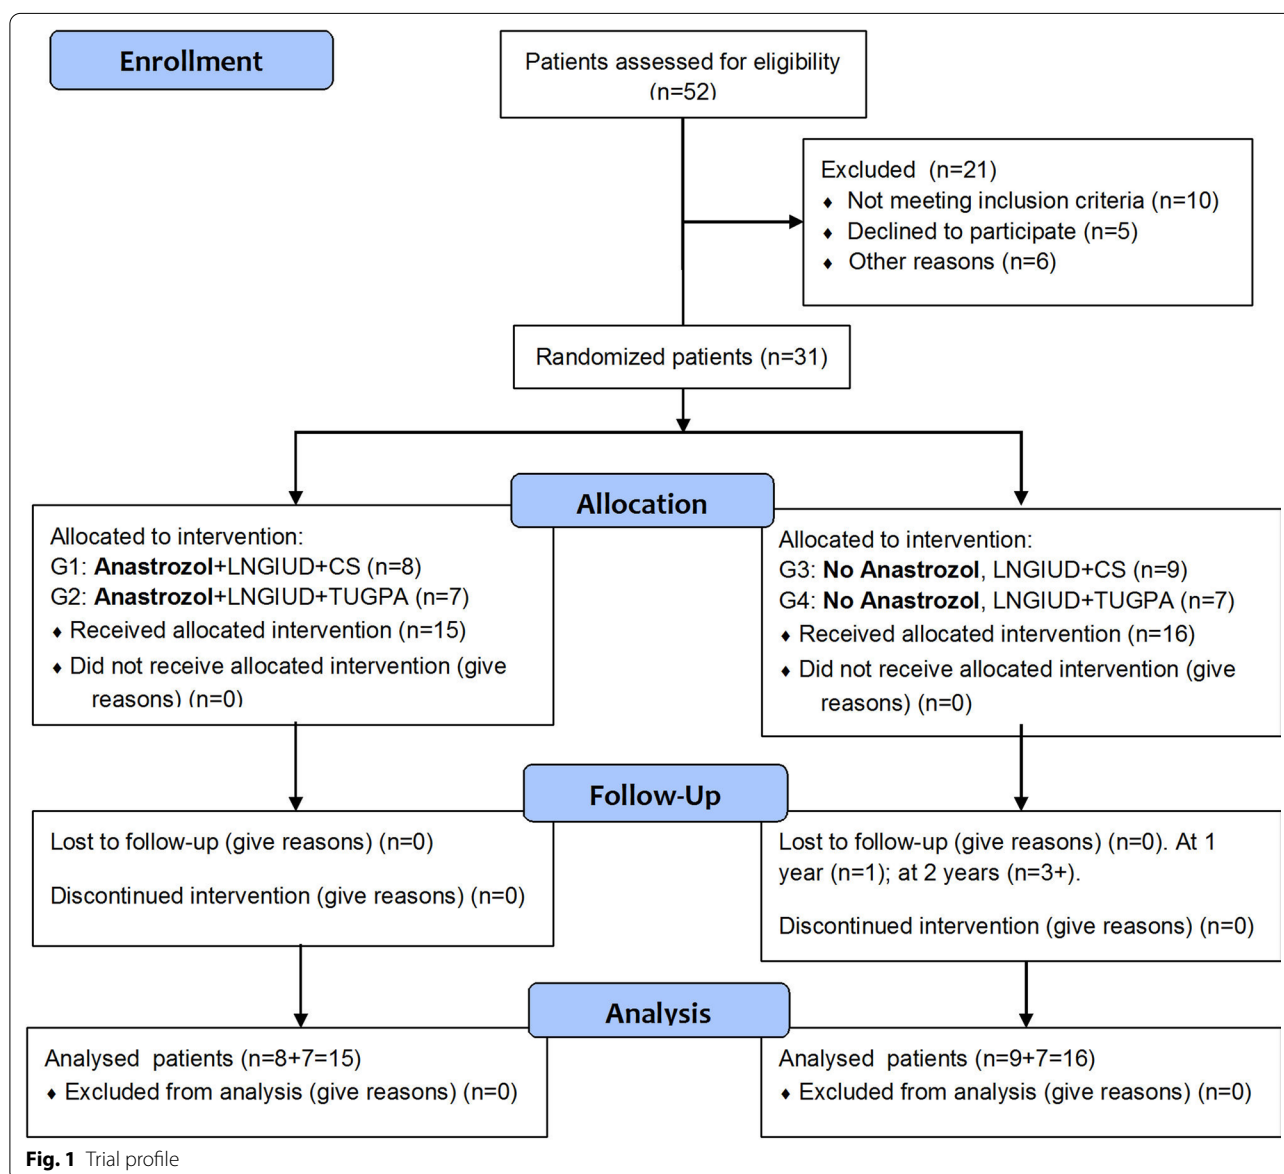 Enrollment
Patients assessed for eligibility
(n=52)
Excluded (n=21)
♦ Not meeting inclusion criteria (n=10)
♦ Declined to participate (n=5)
♦ Other reasons (n=6)
Randomized patients (n=31)
Allocation
Allocated to intervention:
G1: Anastrozol+LNGIUD+CS (n=8)
G2: Anastrozol+LNGIUD+TUGPA (n=7)
♦ Received allocated intervention (n=15)
♦ Did not receive allocated intervention (give
reasons) (n=0)
Allocated to intervention:
G3: No Anastrozol, LNGIUD+CS (n=9)
G4: No Anastrozol, LNGIUD+TUGPA (n=7)
♦ Received allocated intervention (n=16)
♦ Did not receive allocated intervention (give
reasons) (n=0)
Follow-Up
Lost to follow-up (give reasons) (n=0)
Discontinued intervention (give reasons) (n=0)
Lost to follow-up (give reasons) (n=0). At 1
year (n=1); at 2 years (n=3+).
Discontinued intervention (give reasons) (n=0)
Analysis
Analysed patients (n=8+7=15)
♦ Excluded from analysis (give reasons) (n=0)
Analysed patients (n=9+7=16)
♦ Excluded from analysis (give reasons) (n=0)
Fig. 1 Trial profile